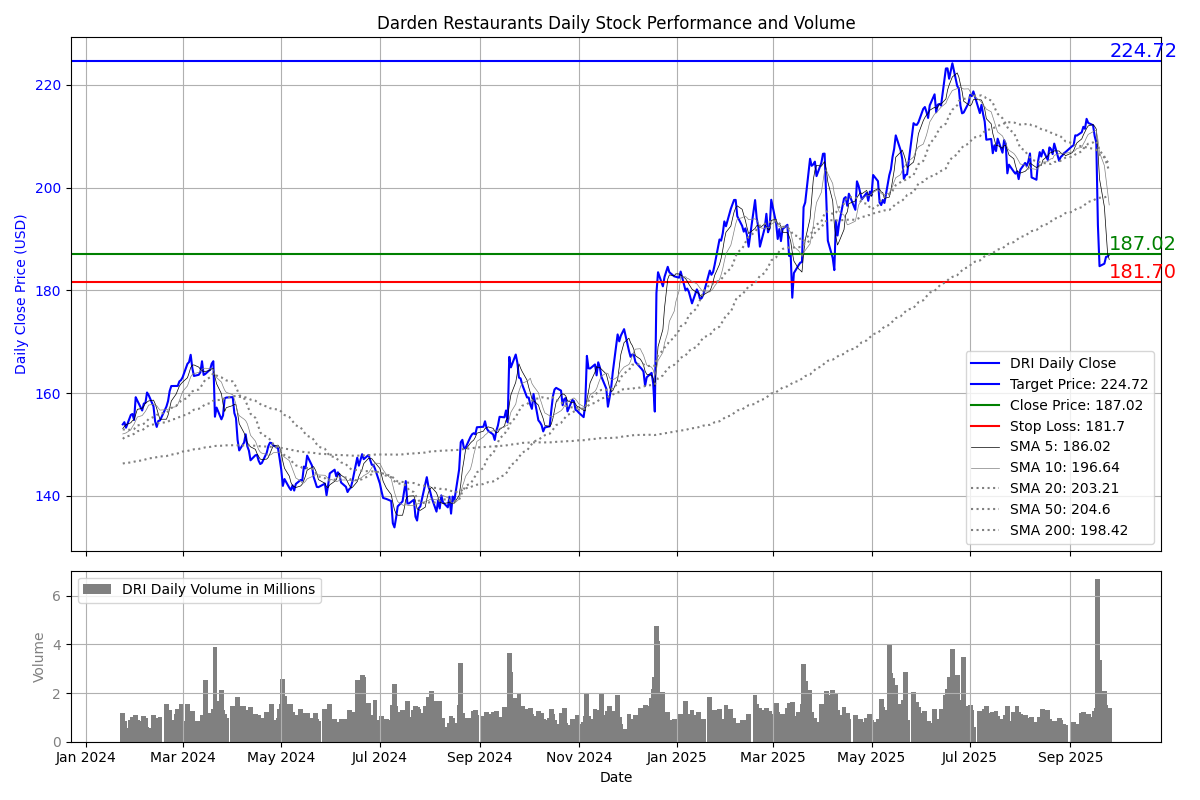 Darden Restaurants Daily Stock Performance and Volume
224.72
187.02
181.70
Daily Close Price (USD)
220
200
180
160
140
DRI Daily Close
Target Price: 224.72
Close Price: 187.02
Stop Loss: 181.7
SMA 5: 186.02
SMA 10: 196.64
SMA 20: 203.21
SMA 50: 204.6
SMA 200: 198.42
DRI Daily Volume in Millions
Volume
6
4
2
0
Jan 2024 Mar 2024 May 2024 Jul 2024 Sep 2024 Nov 2024 Jan 2025 Mar 2025 May 2025 Jul 2025 Sep 2025
Date